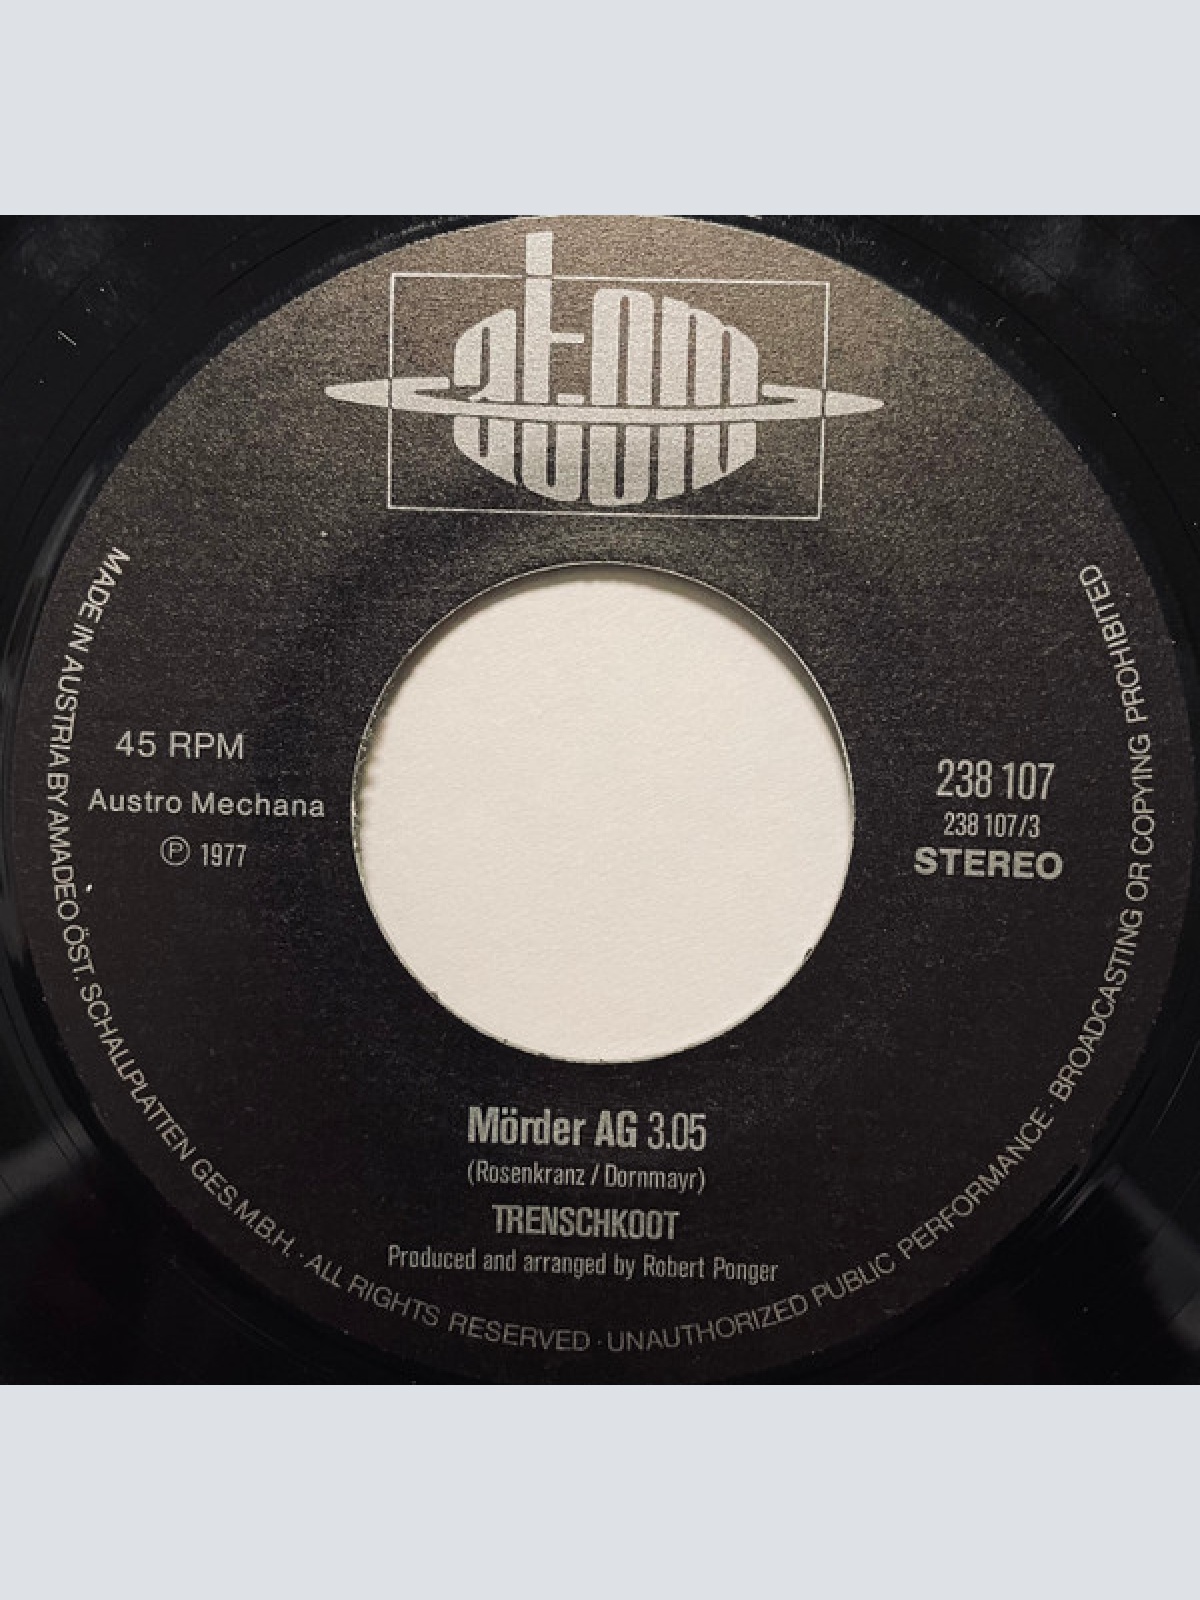 atom
45 RPM
Austro Mechana
Ⓟ 1977
238 107
238 107/3
STEREO
Mörder AG 3.05
(Rosenkranz / Dornmayr)
TRENSCHKOOT
Produced and arranged by Robert Ponger
MADE IN AUSTRIA BY AMADEO ÖST. SCHALLPLATTEN GES.M.B.H. · ALL RIGHTS RESERVED · UNAUTHORIZED PUBLIC PERFORMANCE · BROADCASTING OR COPYING PROHIBITED